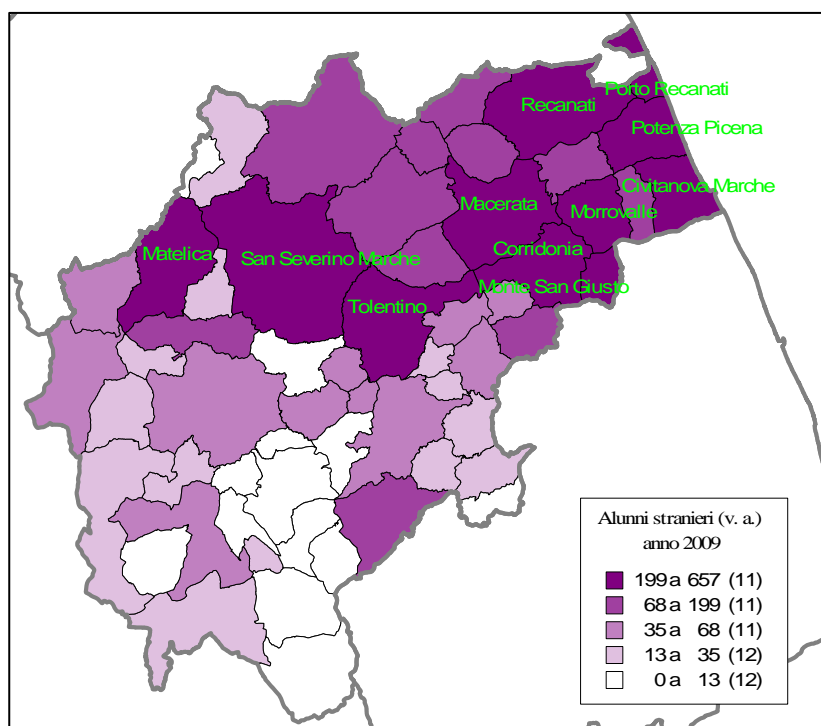 Porto Recanati
Recanati
Potenza Picena
Civitanova Marche
Macerata
Morrovalle
Corridonia
Matelica
San Severino Marche
Monte San Giusto
Tolentino
Alunni stranieri (v. a.)
anno 2009
199 a 657 (11)
68 a 199 (11)
35 a 68 (11)
13 a 35 (12)
0 a 13 (12)